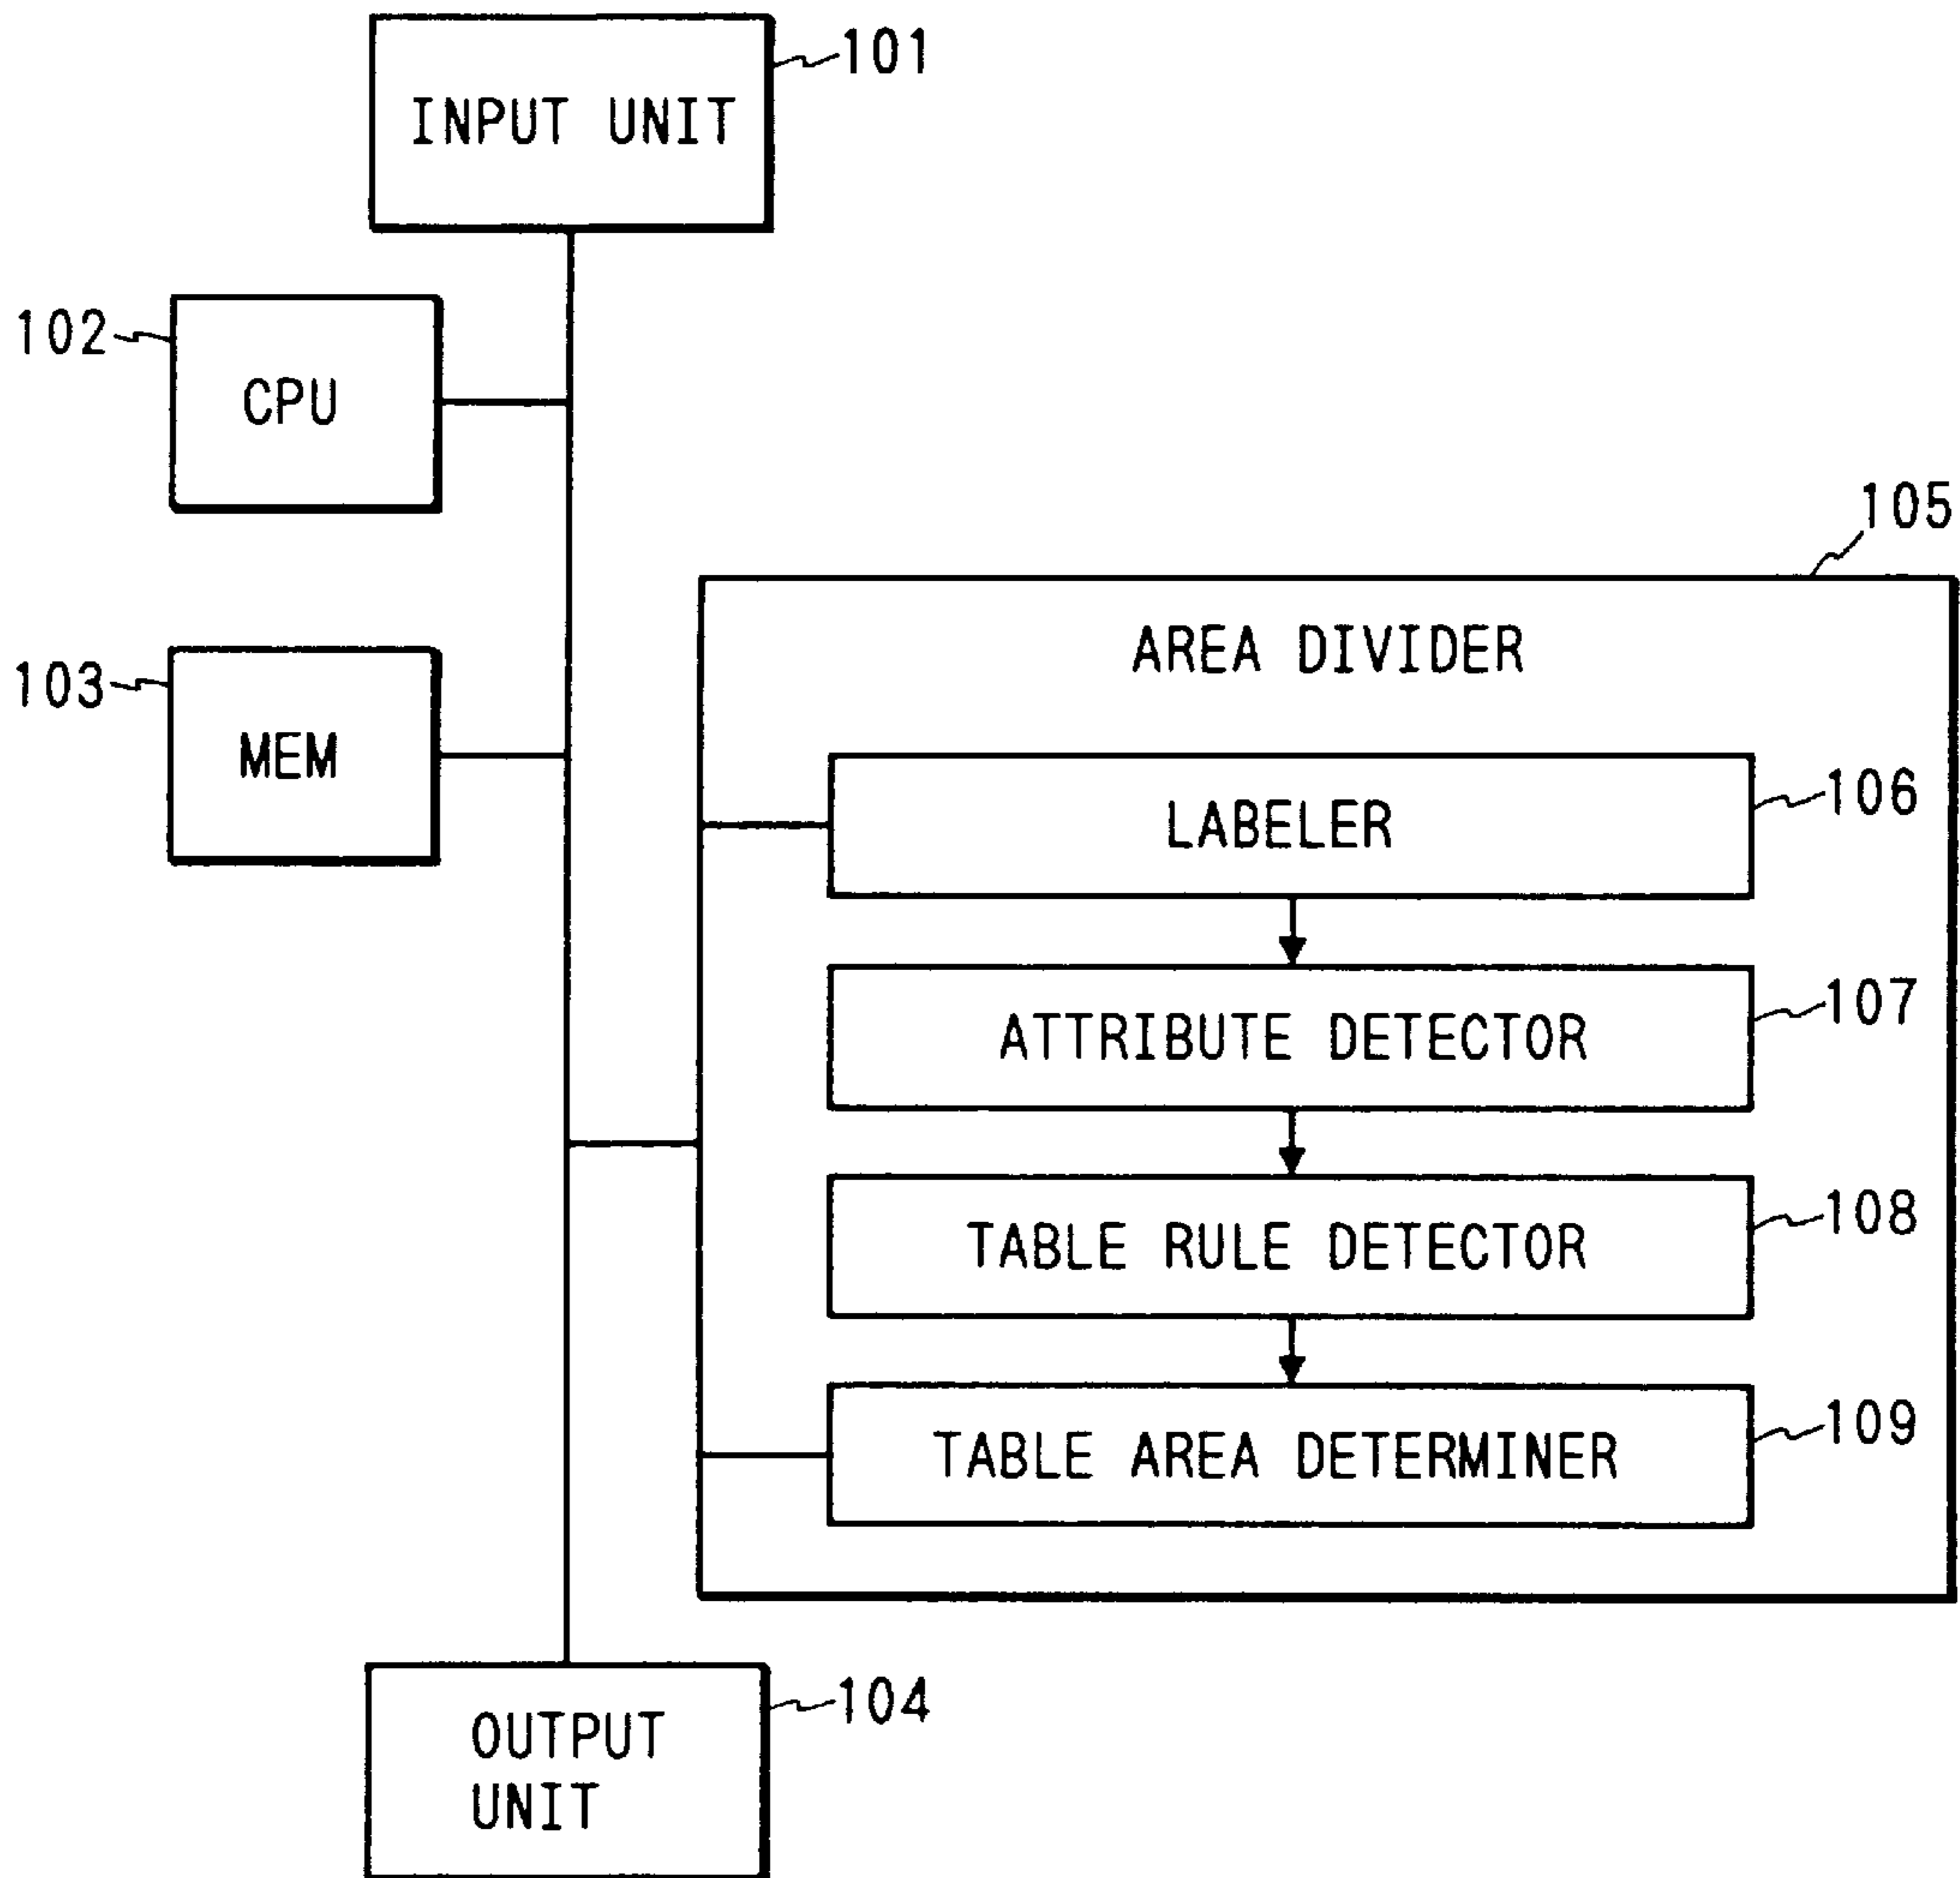 101
INPUT UNIT
102
CPU
105
AREA DIVIDER
103
MEM
106
LABELER
107
ATTRIBUTE DETECTOR
108
TABLE RULE DETECTOR
109
TABLE AREA DETERMINER
104
OUTPUT
UNIT